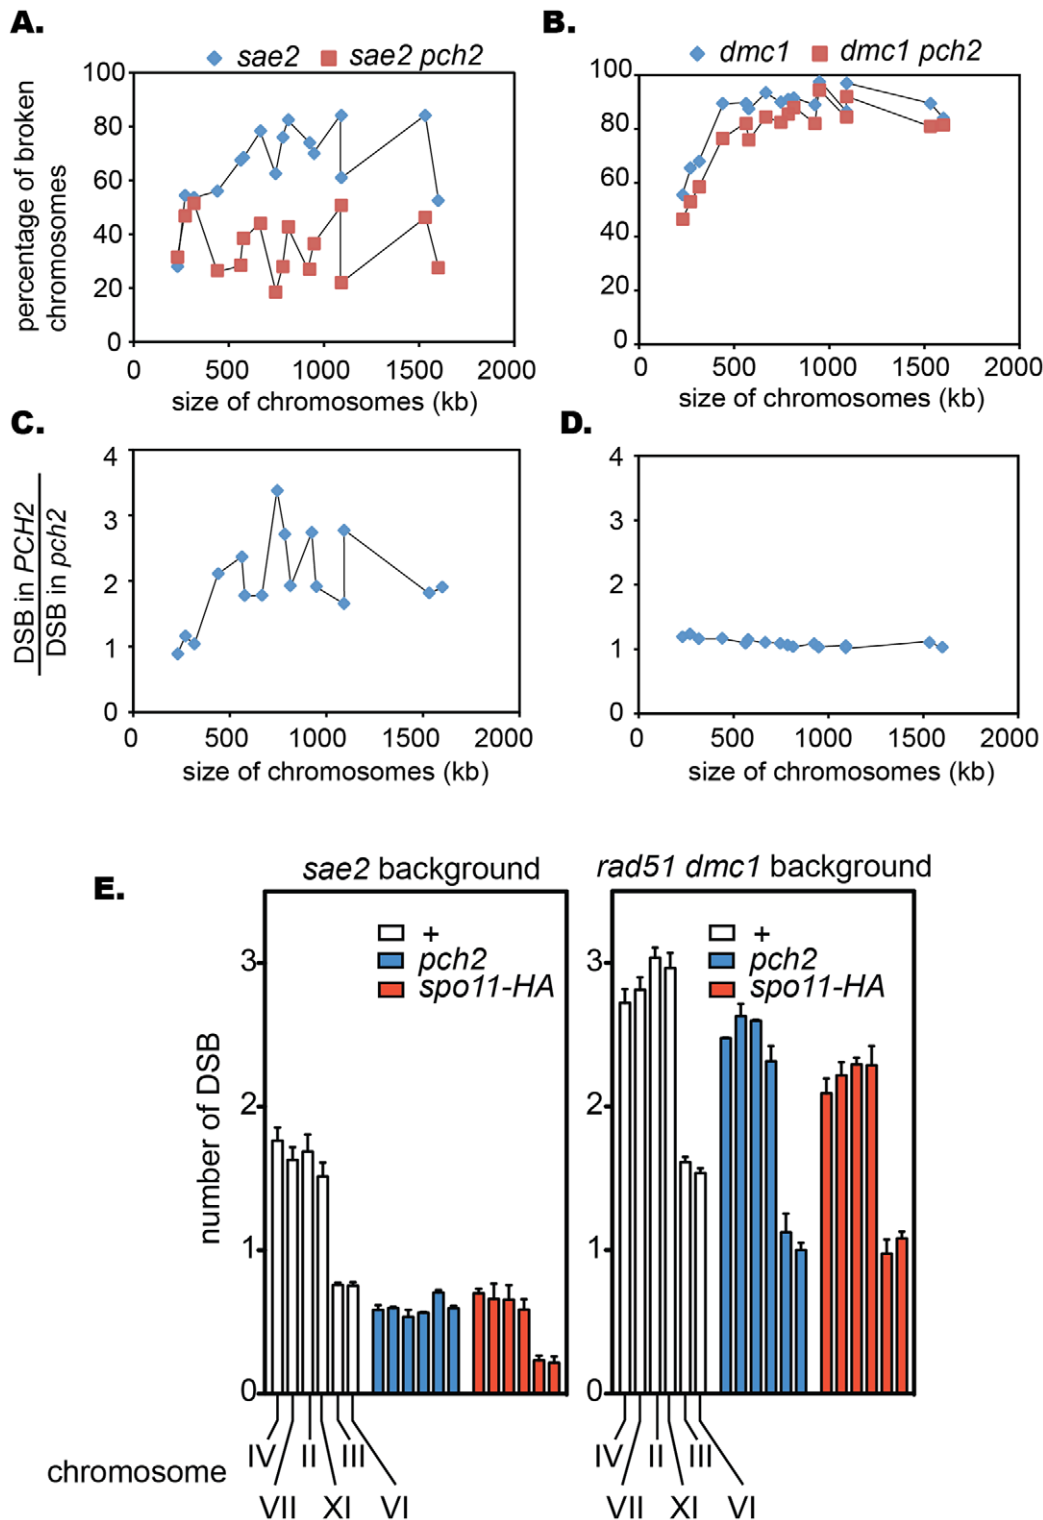 A.
sae2 sae2 pch2
percentage of broken
chromosomes
100
80
60
40
20
0
0 500 1000 1500 2000
size of chromosomes (kb)
B.
dmc1 dmc1 pch2
100
80
60
40
20
0
0 500 1000 1500 2000
size of chromosomes (kb)
C.
DSB in PCH2
DSB in pch2
4
3
2
1
0
0 500 1000 1500 2000
size of chromosomes (kb)
D.
4
3
2
1
0
0 500 1000 1500 2000
size of chromosomes (kb)
E.
sae2 background
+
pch2
spo11-HA
number of DSB
3
2
1
0
chromosome
IV II III
VII XI VI
rad51 dmc1 background
+
pch2
spo11-HA
3
2
1
0
IV II III
VII XI VI